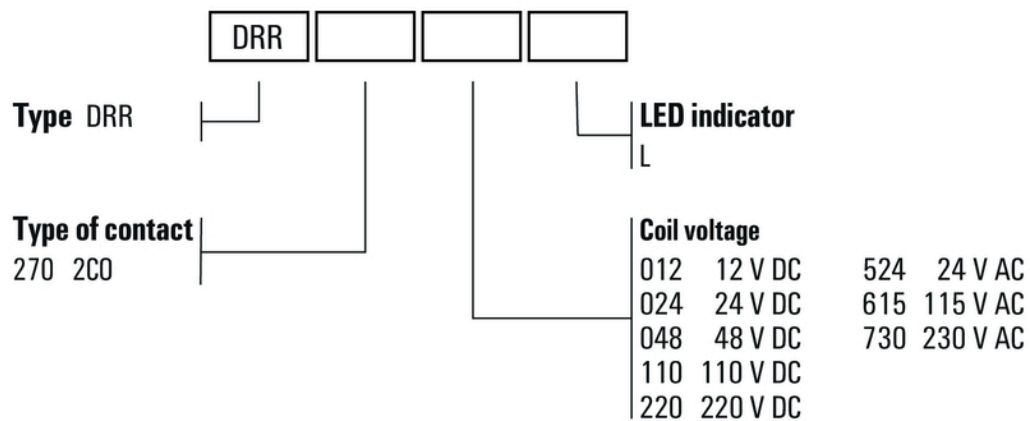 DRR
Type DRR
LED indicator
L
Type of contact
270 2CO
Coil voltage
012 12 V DC 524 24 V AC
024 24 V DC 615 115 V AC
048 48 V DC 730 230 V AC
110 110 V DC
220 220 V DC